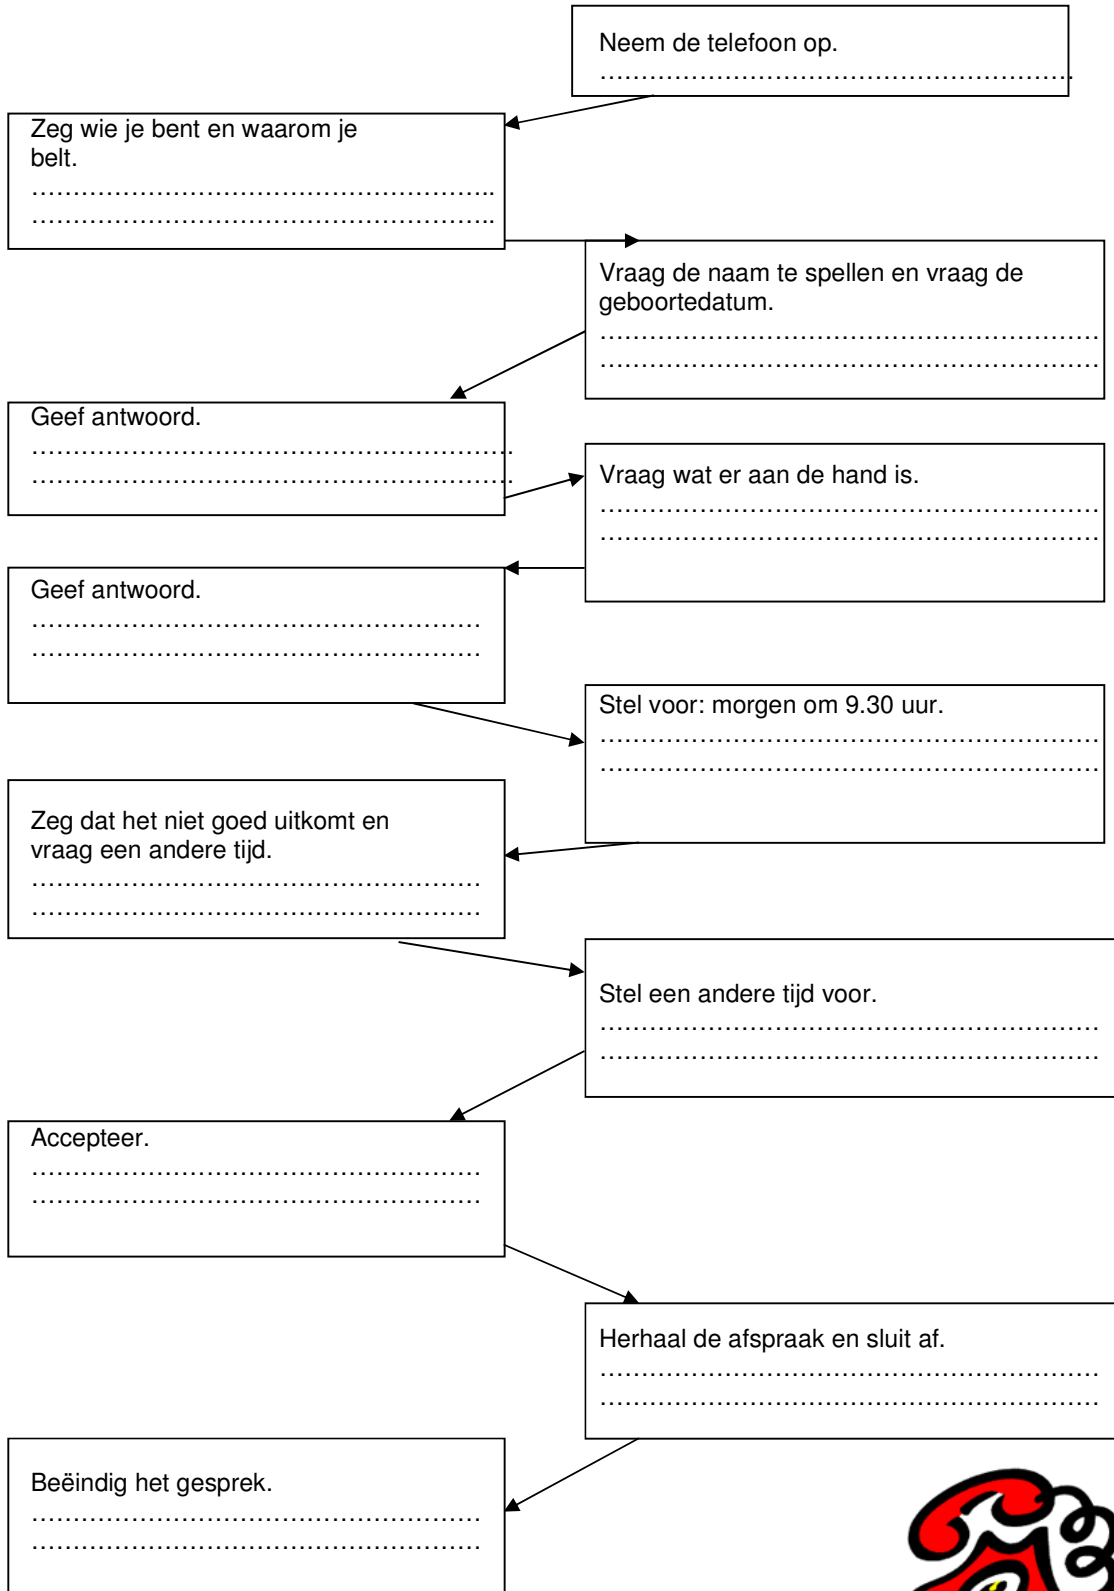 Neem de telefoon op.
…………………………………………………
Zeg wie je bent en waarom je
belt.
………………………………………………..
………………………………………………..
Vraag de naam te spellen en vraag de
geboortedatum.
……………………………………………………
……………………………………………………
Geef antwoord.
………………………………………………….
………………………………………………….
Vraag wat er aan de hand is.
……………………………………………………
……………………………………………………
Geef antwoord.
………………………………………………
………………………………………………
Stel voor: morgen om 9.30 uur.
……………………………………………………
……………………………………………………
Zeg dat het niet goed uitkomt en
vraag een andere tijd.
………………………………………………
………………………………………………
Stel een andere tijd voor.
……………………………………………………
……………………………………………………
Accepteer.
………………………………………………
………………………………………………
Herhaal de afspraak en sluit af.
……………………………………………………
……………………………………………………
Beëindig het gesprek.
………………………………………………
………………………………………………